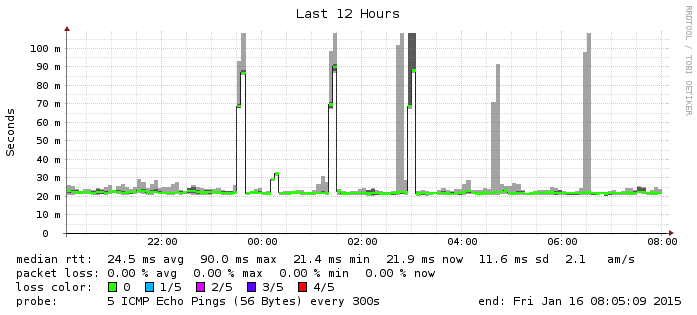 Last 12 Hours
RRDTOOL / TOBI OETIKER
Seconds
100 m
90 m
80 m
70 m
60 m
50 m
40 m
30 m
20 m
10 m
0
22:00 00:00 02:00 04:00 06:00 08:00
median rtt: 24.5 ms avg 90.0 ms max 21.4 ms min 21.9 ms now 11.6 ms sd 2.1 am/s
packet loss: 0.00 % avg 0.00 % max 0.00 % min 0.00 % now
loss color: 0 1/5 2/5 3/5 4/5
probe: 5 ICMP Echo Pings (56 Bytes) every 300s end: Fri Jan 16 08:05:09 2015